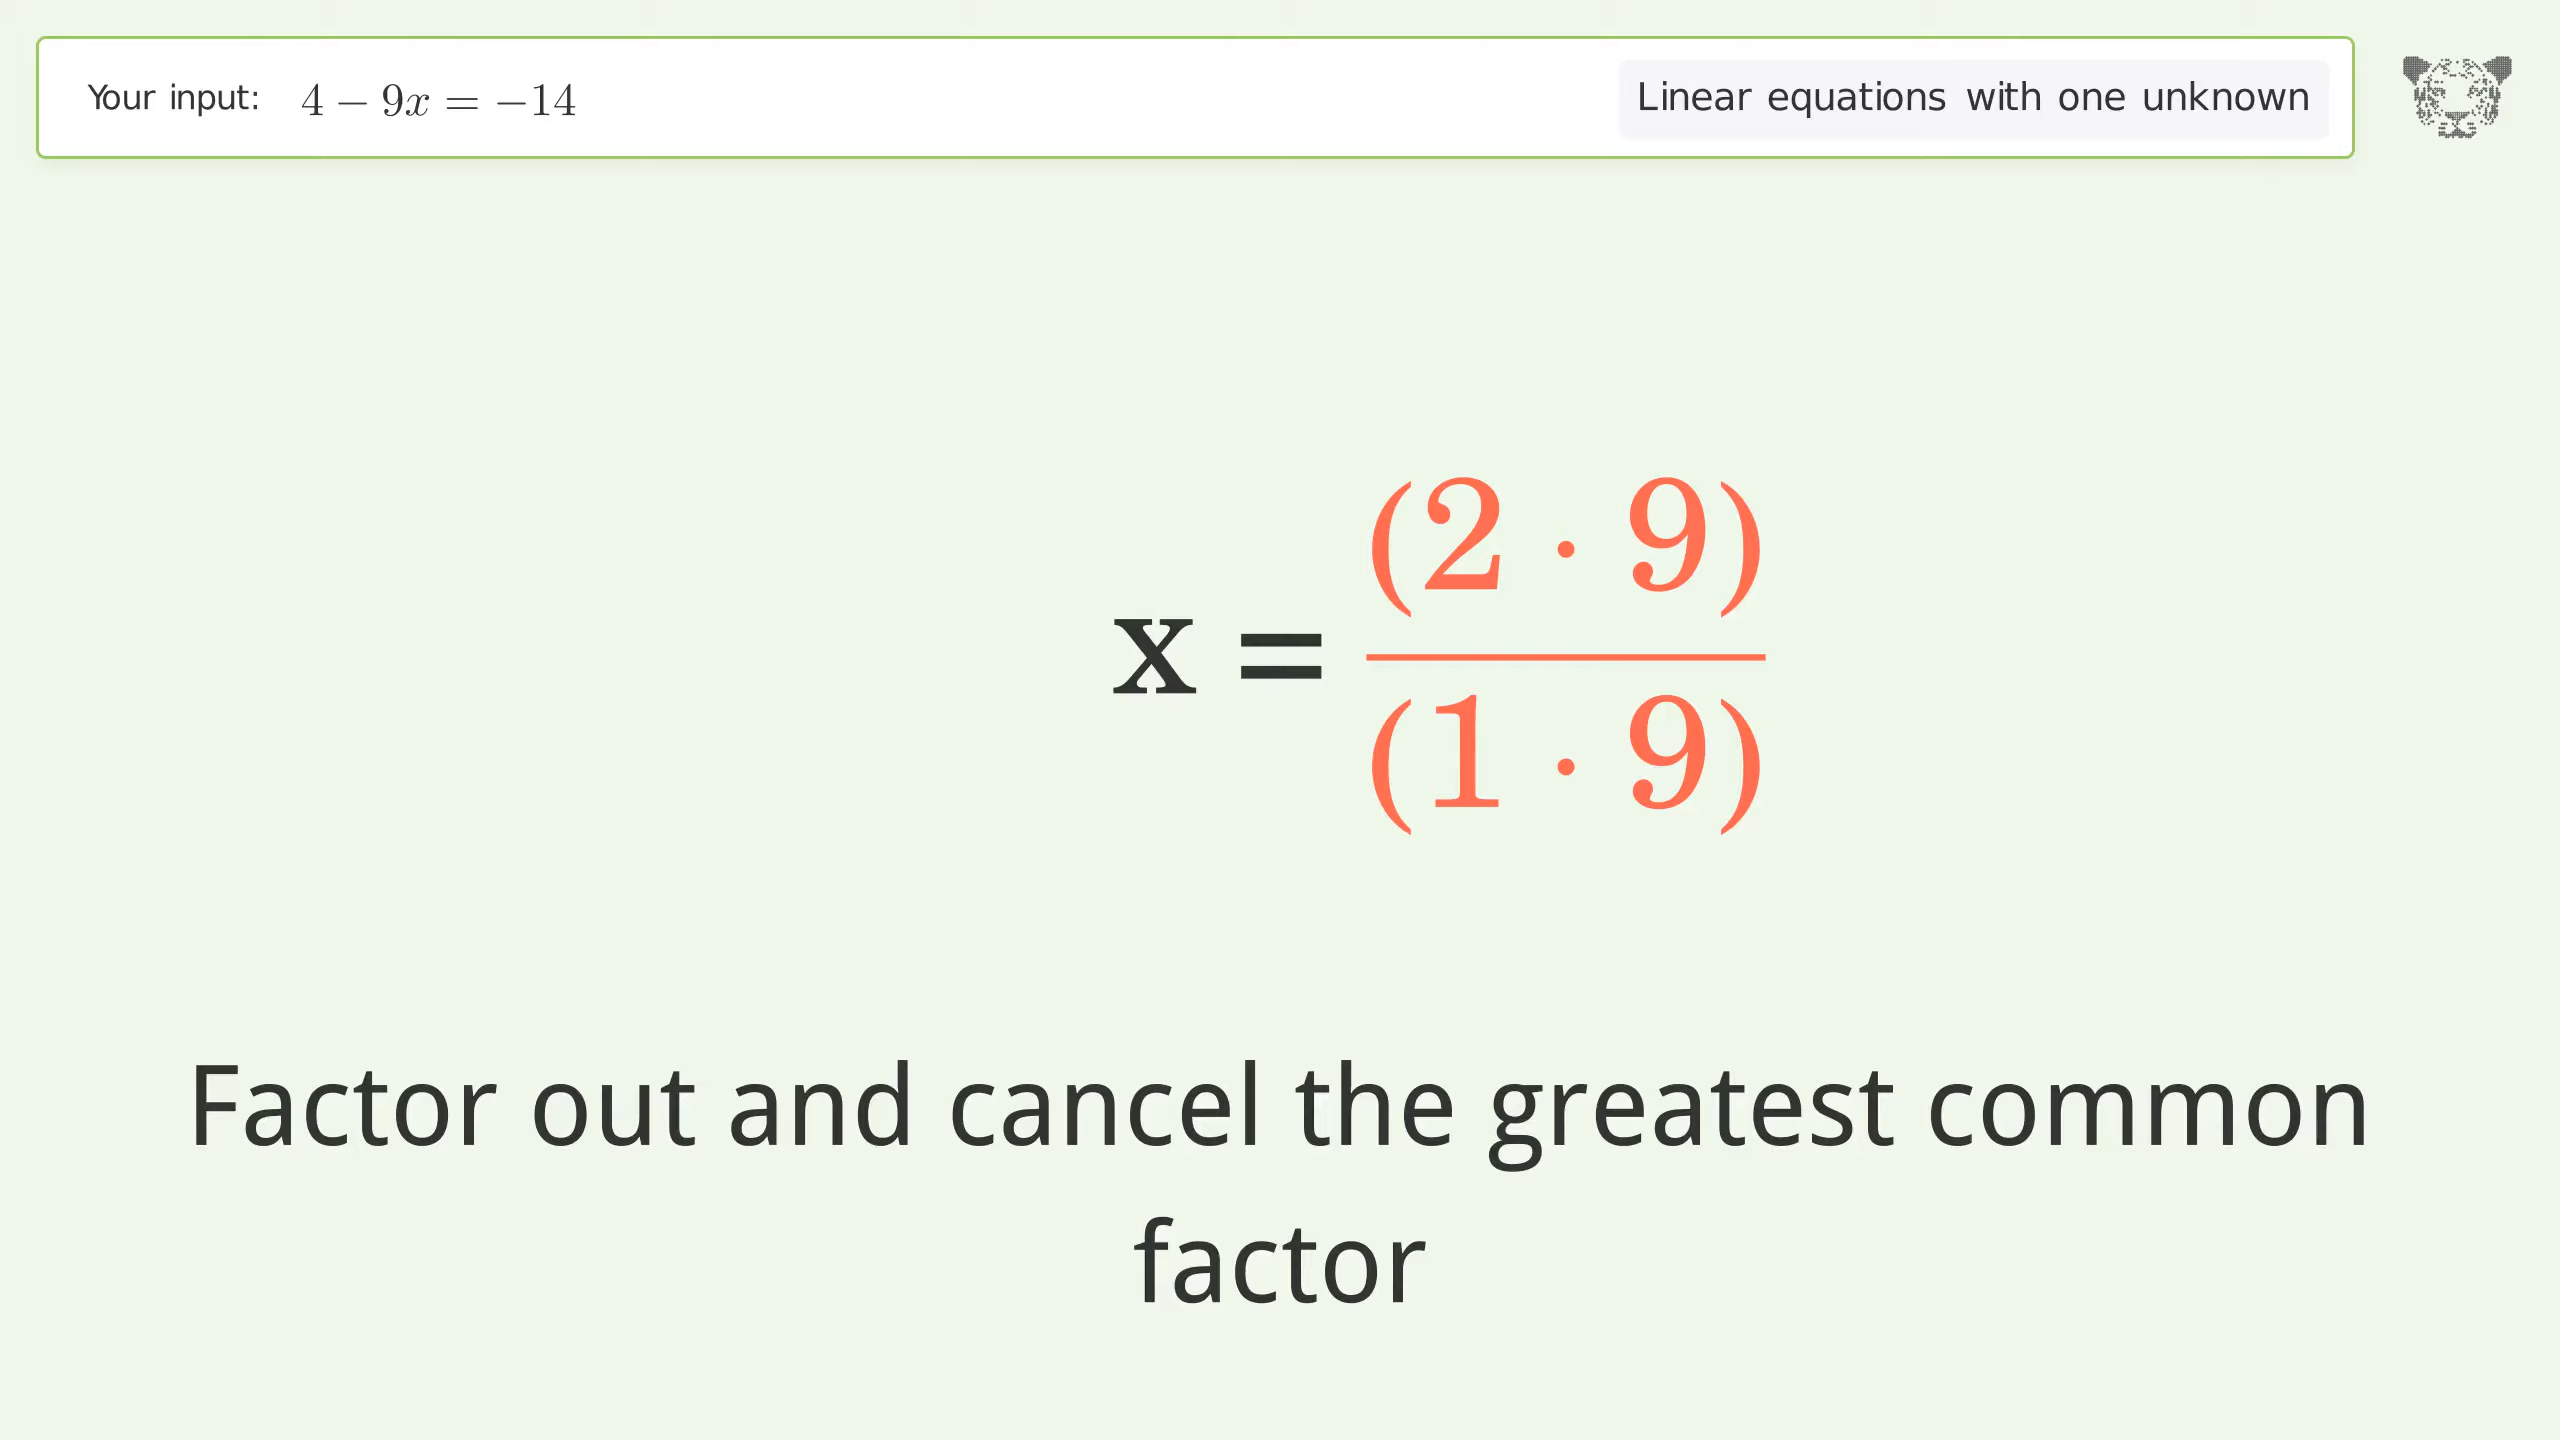 Your input: 4 − 9x = −14
Linear equations with one unknown
x = (2 · 9) / (1 · 9)
Factor out and cancel the greatest common
factor